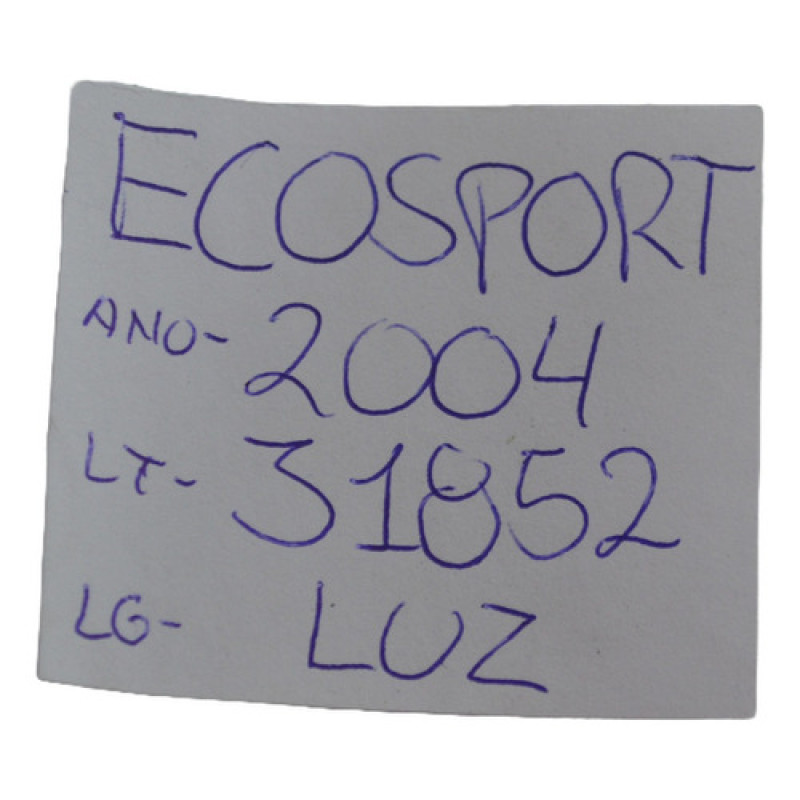 ECOSPORT
ANO- 2004
LT- 31852
LG- LUZ